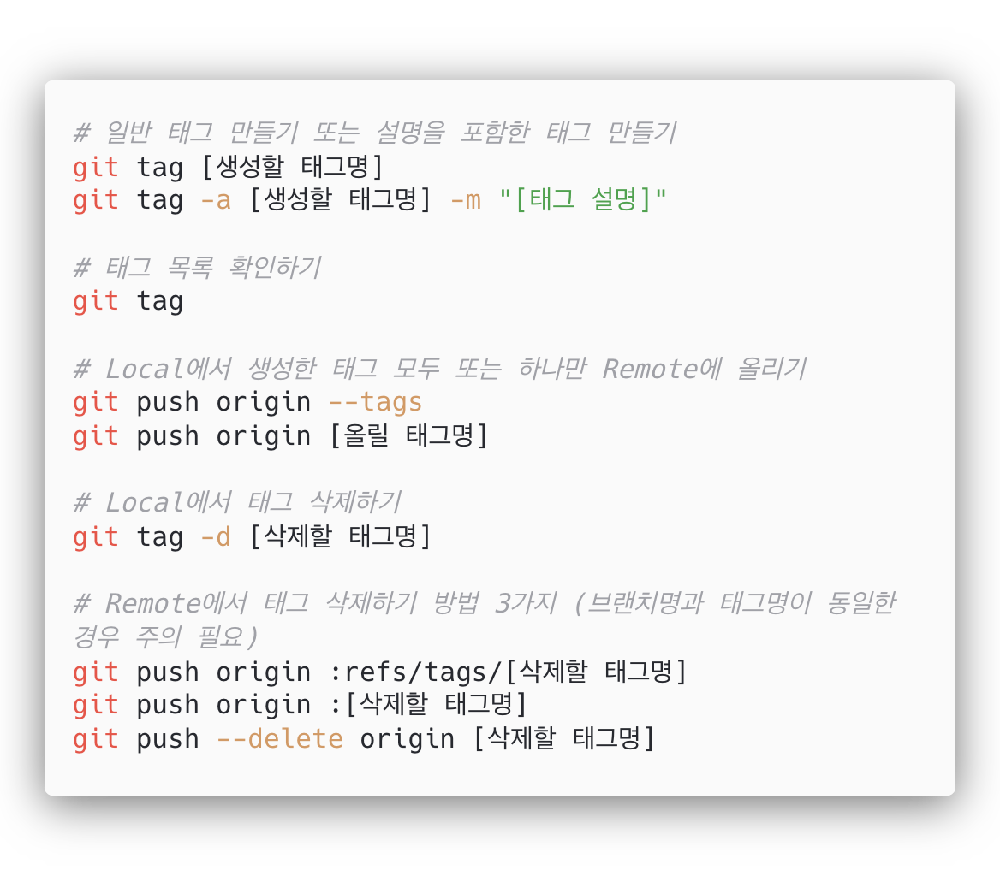 # 일반 태그 만들기 또는 설명을 포함한 태그 만들기
git tag [생성할 태그명]
git tag -a [생성할 태그명] -m "[태그 설명]"
# 태그 목록 확인하기
git tag
# Local에서 생성한 태그 모두 또는 하나만 Remote에 올리기
git push origin --tags
git push origin [올릴 태그명]
# Local에서 태그 삭제하기
git tag -d [삭제할 태그명]
# Remote에서 태그 삭제하기 방법 3가지 (브랜치명과 태그명이 동일한
경우 주의 필요)
git push origin :refs/tags/[삭제할 태그명]
git push origin :[삭제할 태그명]
git push --delete origin [삭제할 태그명]